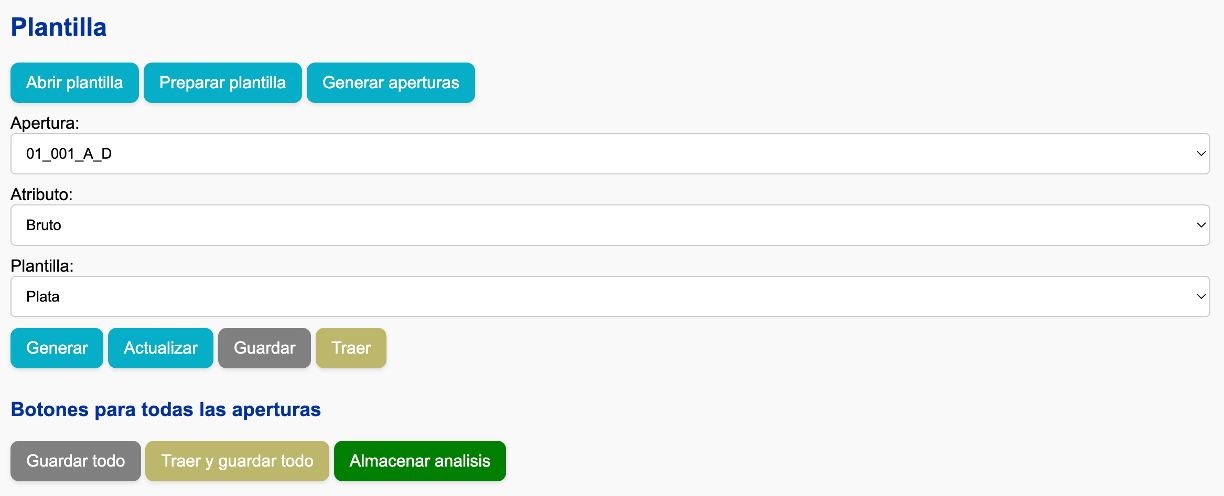 Plantilla
Abrir plantilla Preparar plantilla Generar aperturas
Apertura:
01_001_A_D
Atributo:
Bruto
Plantilla:
Plata
Generar Actualizar Guardar Traer
Botones para todas las aperturas
Guardar todo Traer y guardar todo Almacenar analisis